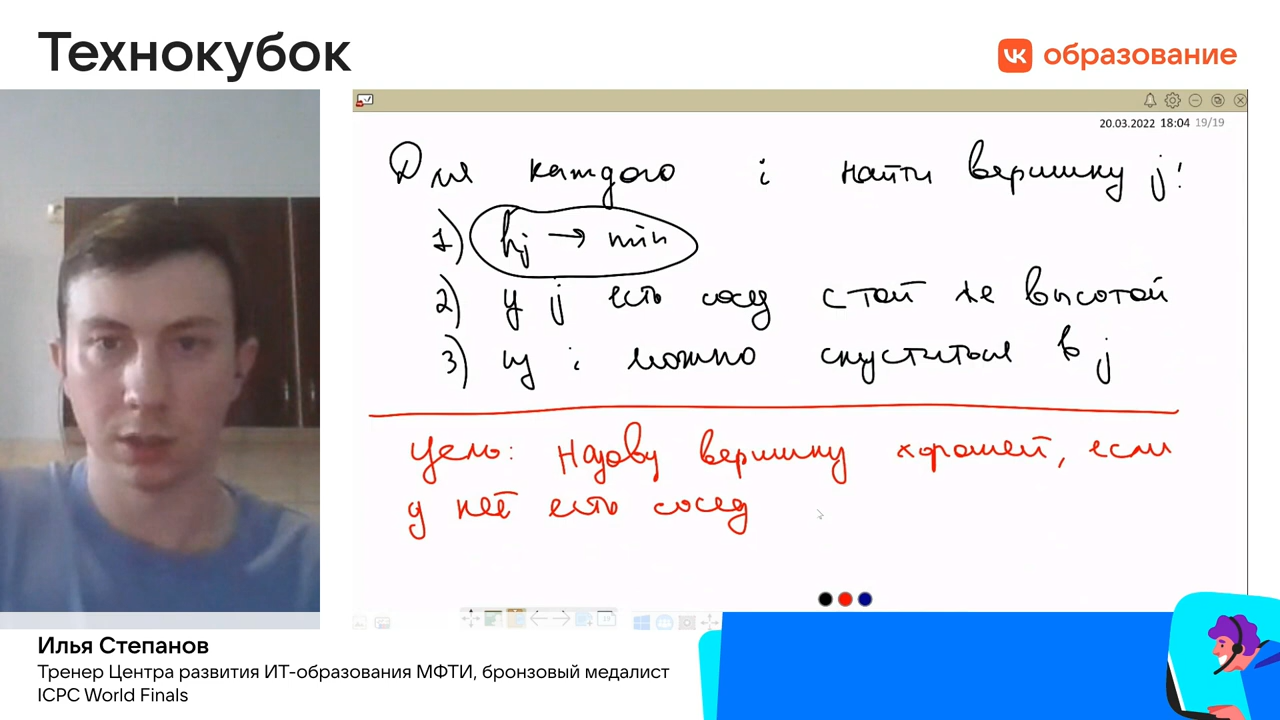 Технокубок
образование
20.03.2022 18:04 19/19
Для каждого i найти вершину j:
1) hj → min
2) у j есть сосед с той же высотой
3) из i можно спуститься в j
Цель: Назову вершину хорошей, если
у неё есть сосед
Илья Степанов
Тренер Центра развития ИТ-образования МФТИ, бронзовый медалист
ICPC World Finals